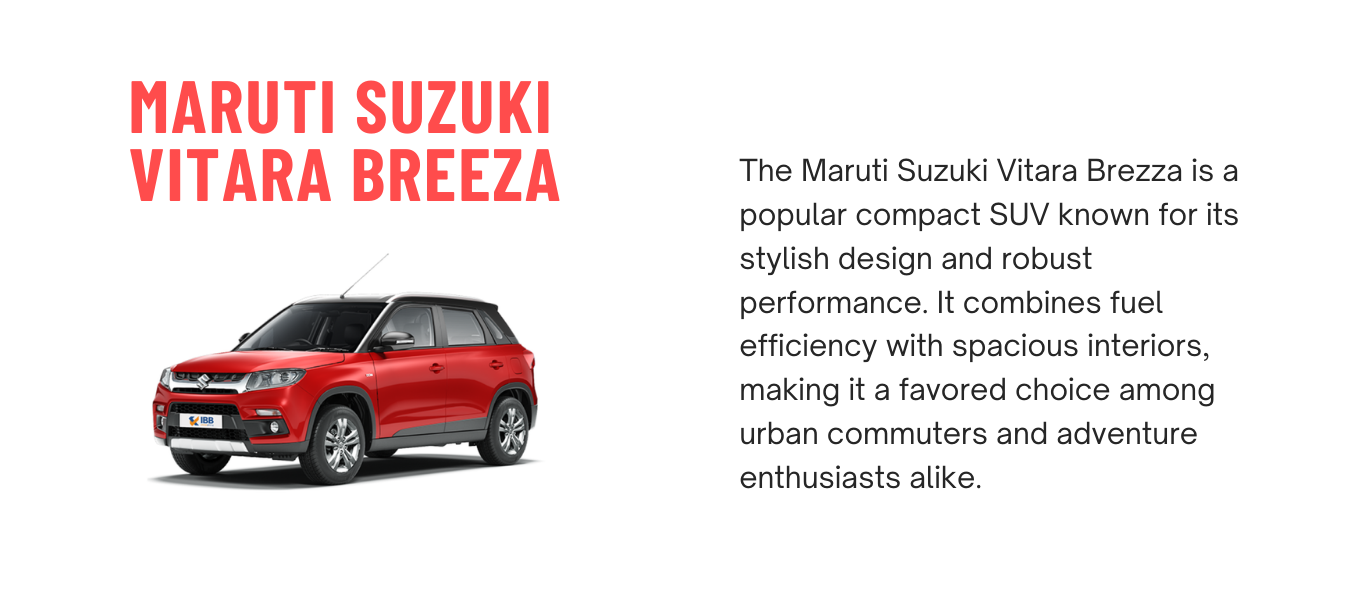 MARUTI SUZUKI
VITARA BREEZA
IBB
The Maruti Suzuki Vitara Brezza is a
popular compact SUV known for its
stylish design and robust
performance. It combines fuel
efficiency with spacious interiors,
making it a favored choice among
urban commuters and adventure
enthusiasts alike.